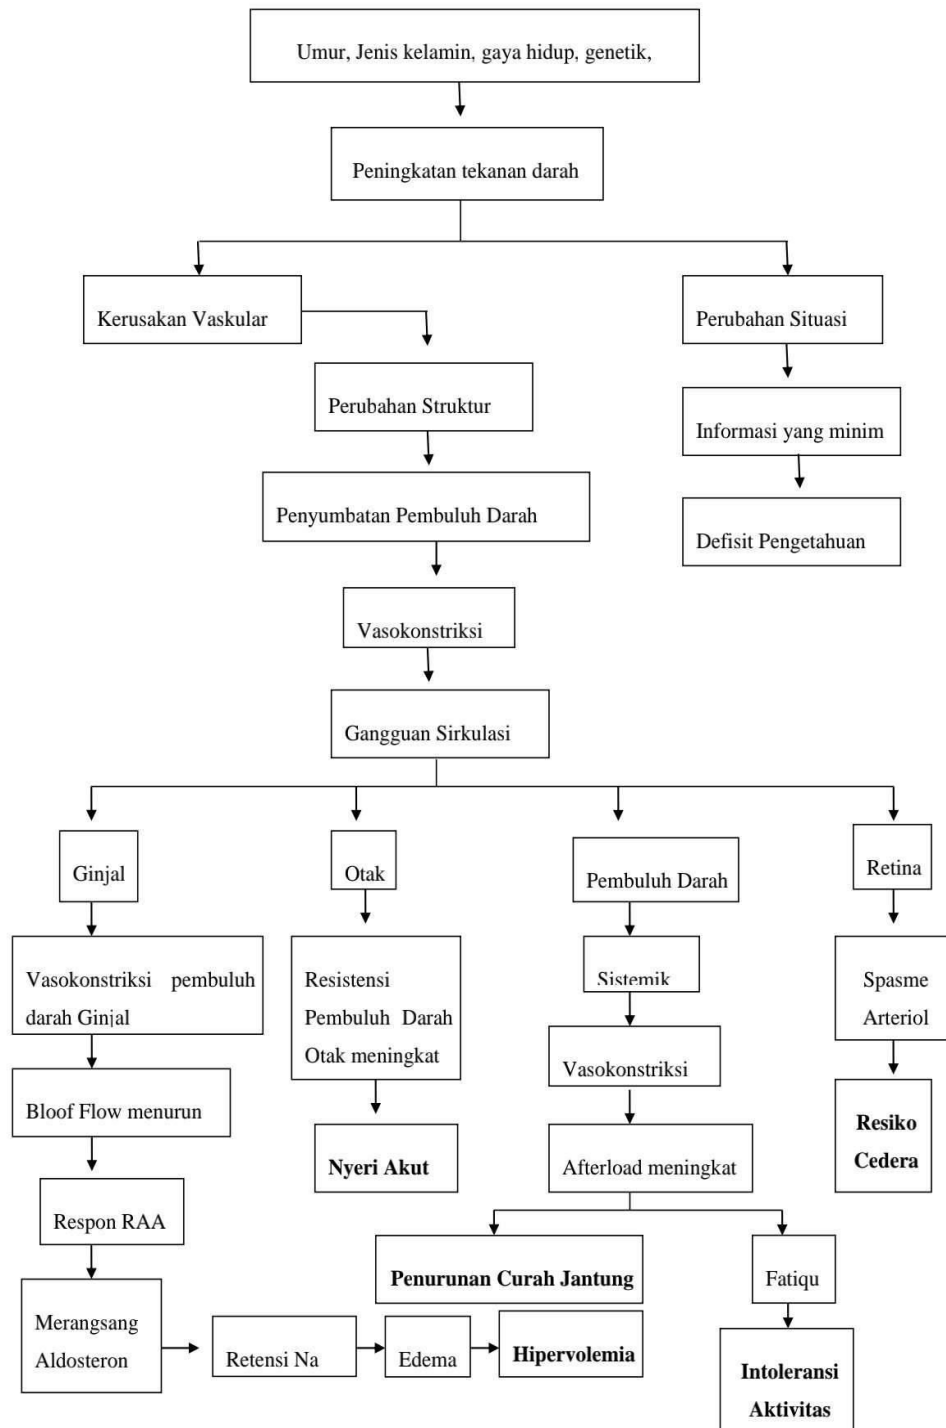 Umur, Jenis kelamin, gaya hidup, genetik,
Peningkatan tekanan darah
Kerusakan Vaskular
Perubahan Situasi
Perubahan Struktur
Informasi yang minim
Penyumbatan Pembuluh Darah
Defisit Pengetahuan
Vasokonstriksi
Gangguan Sirkulasi
Ginjal
Otak
Pembuluh Darah
Retina
Vasokonstriksi pembuluh
darah Ginjal
Resistensi
Pembuluh Darah
Otak meningkat
Sistemik
Spasme
Arteriol
Vasokonstriksi
Bloof Flow menurun
Nyeri Akut
Afterload meningkat
Resiko
Cedera
Respon RAA
Penurunan Curah Jantung
Fatiqu
Merangsang
Aldosteron
Retensi Na
Edema
Hipervolemia
Intoleransi
Aktivitas